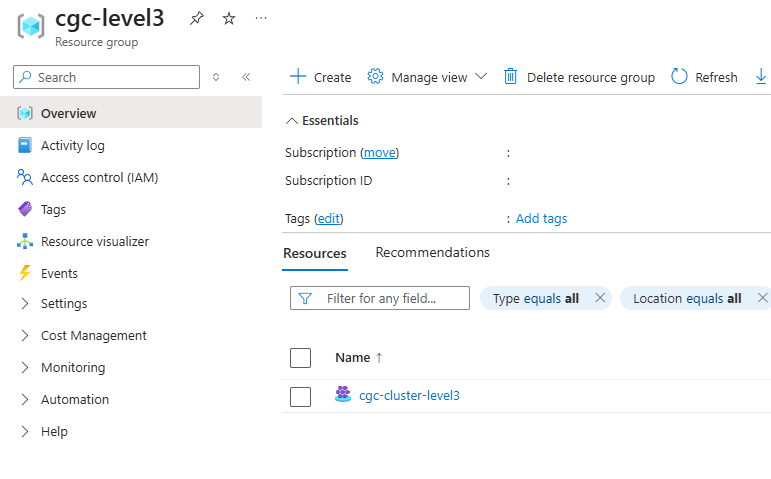 cgc-level3
Resource group
Search
Overview
Activity log
Access control (IAM)
Tags
Resource visualizer
Events
Settings
Cost Management
Monitoring
Automation
Help
Create Manage view Delete resource group Refresh
Essentials
Subscription (move) :
Subscription ID :
Tags (edit) : Add tags
Resources Recommendations
Filter for any field... Type equals all Location equals all
Name ↑
cgc-cluster-level3